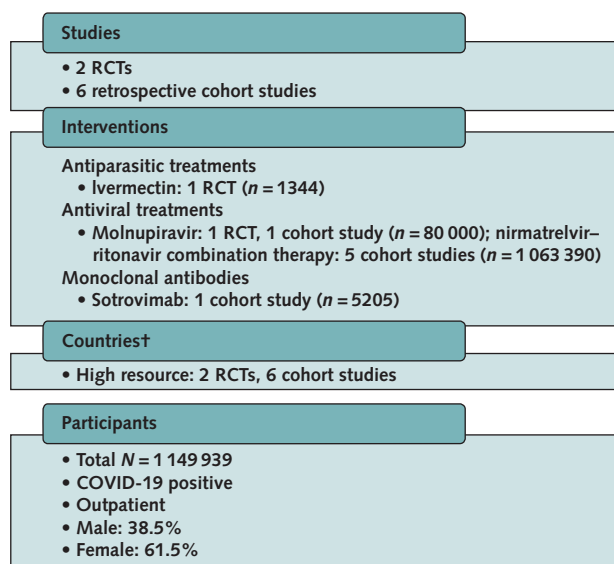 Studies
• 2 RCTs
• 6 retrospective cohort studies
Interventions
Antiparasitic treatments
• Ivermectin: 1 RCT (n = 1344)
Antiviral treatments
• Molnupiravir: 1 RCT, 1 cohort study (n = 80 000); nirmatrelvir–
ritonavir combination therapy: 5 cohort studies (n = 1 063 390)
Monoclonal antibodies
• Sotrovimab: 1 cohort study (n = 5205)
Countries†
• High resource: 2 RCTs, 6 cohort studies
Participants
• Total N = 1 149 939
• COVID-19 positive
• Outpatient
• Male: 38.5%
• Female: 61.5%